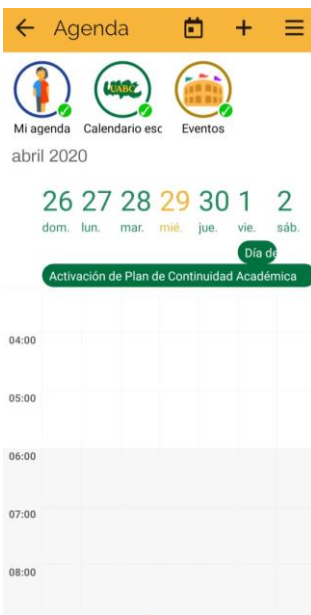 Agenda
UABC
Mi agenda Calendario esc Eventos
abril 2020
26 27 28 29 30 1 2
dom. lun. mar. mié. jue. vie. sáb.
Día de
Activación de Plan de Continuidad Académica
04:00
05:00
06:00
07:00
08:00